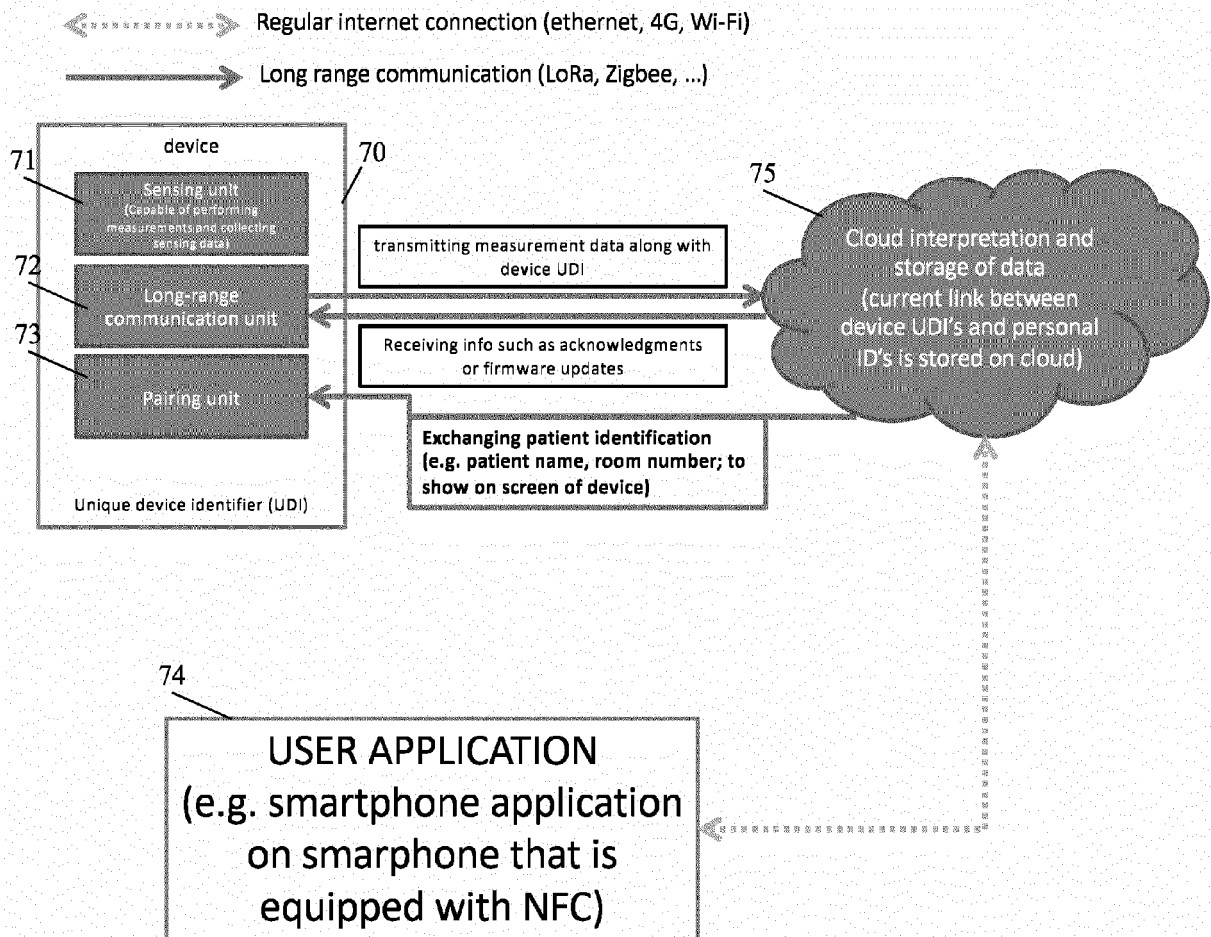 Regular internet connection (ethernet, 4G, Wi-Fi)
Long range communication (LoRa, Zigbee, ...)
device
71
70
Sensing unit
(Capable of performing
measurements and collecting
sensing data)
72
Long-range
communication unit
73
Pairing unit
Unique device identifier (UDI)
transmitting measurement data along with
device UDI
Receiving info such as acknowledgments
or firmware updates
Exchanging patient identification
(e.g. patient name, room number; to
show on screen of device)
75
Cloud interpretation and
storage of data
(current link between
device UDI's and personal
ID's is stored on cloud)
74
USER APPLICATION
(e.g. smartphone application
on smarphone that is
equipped with NFC)